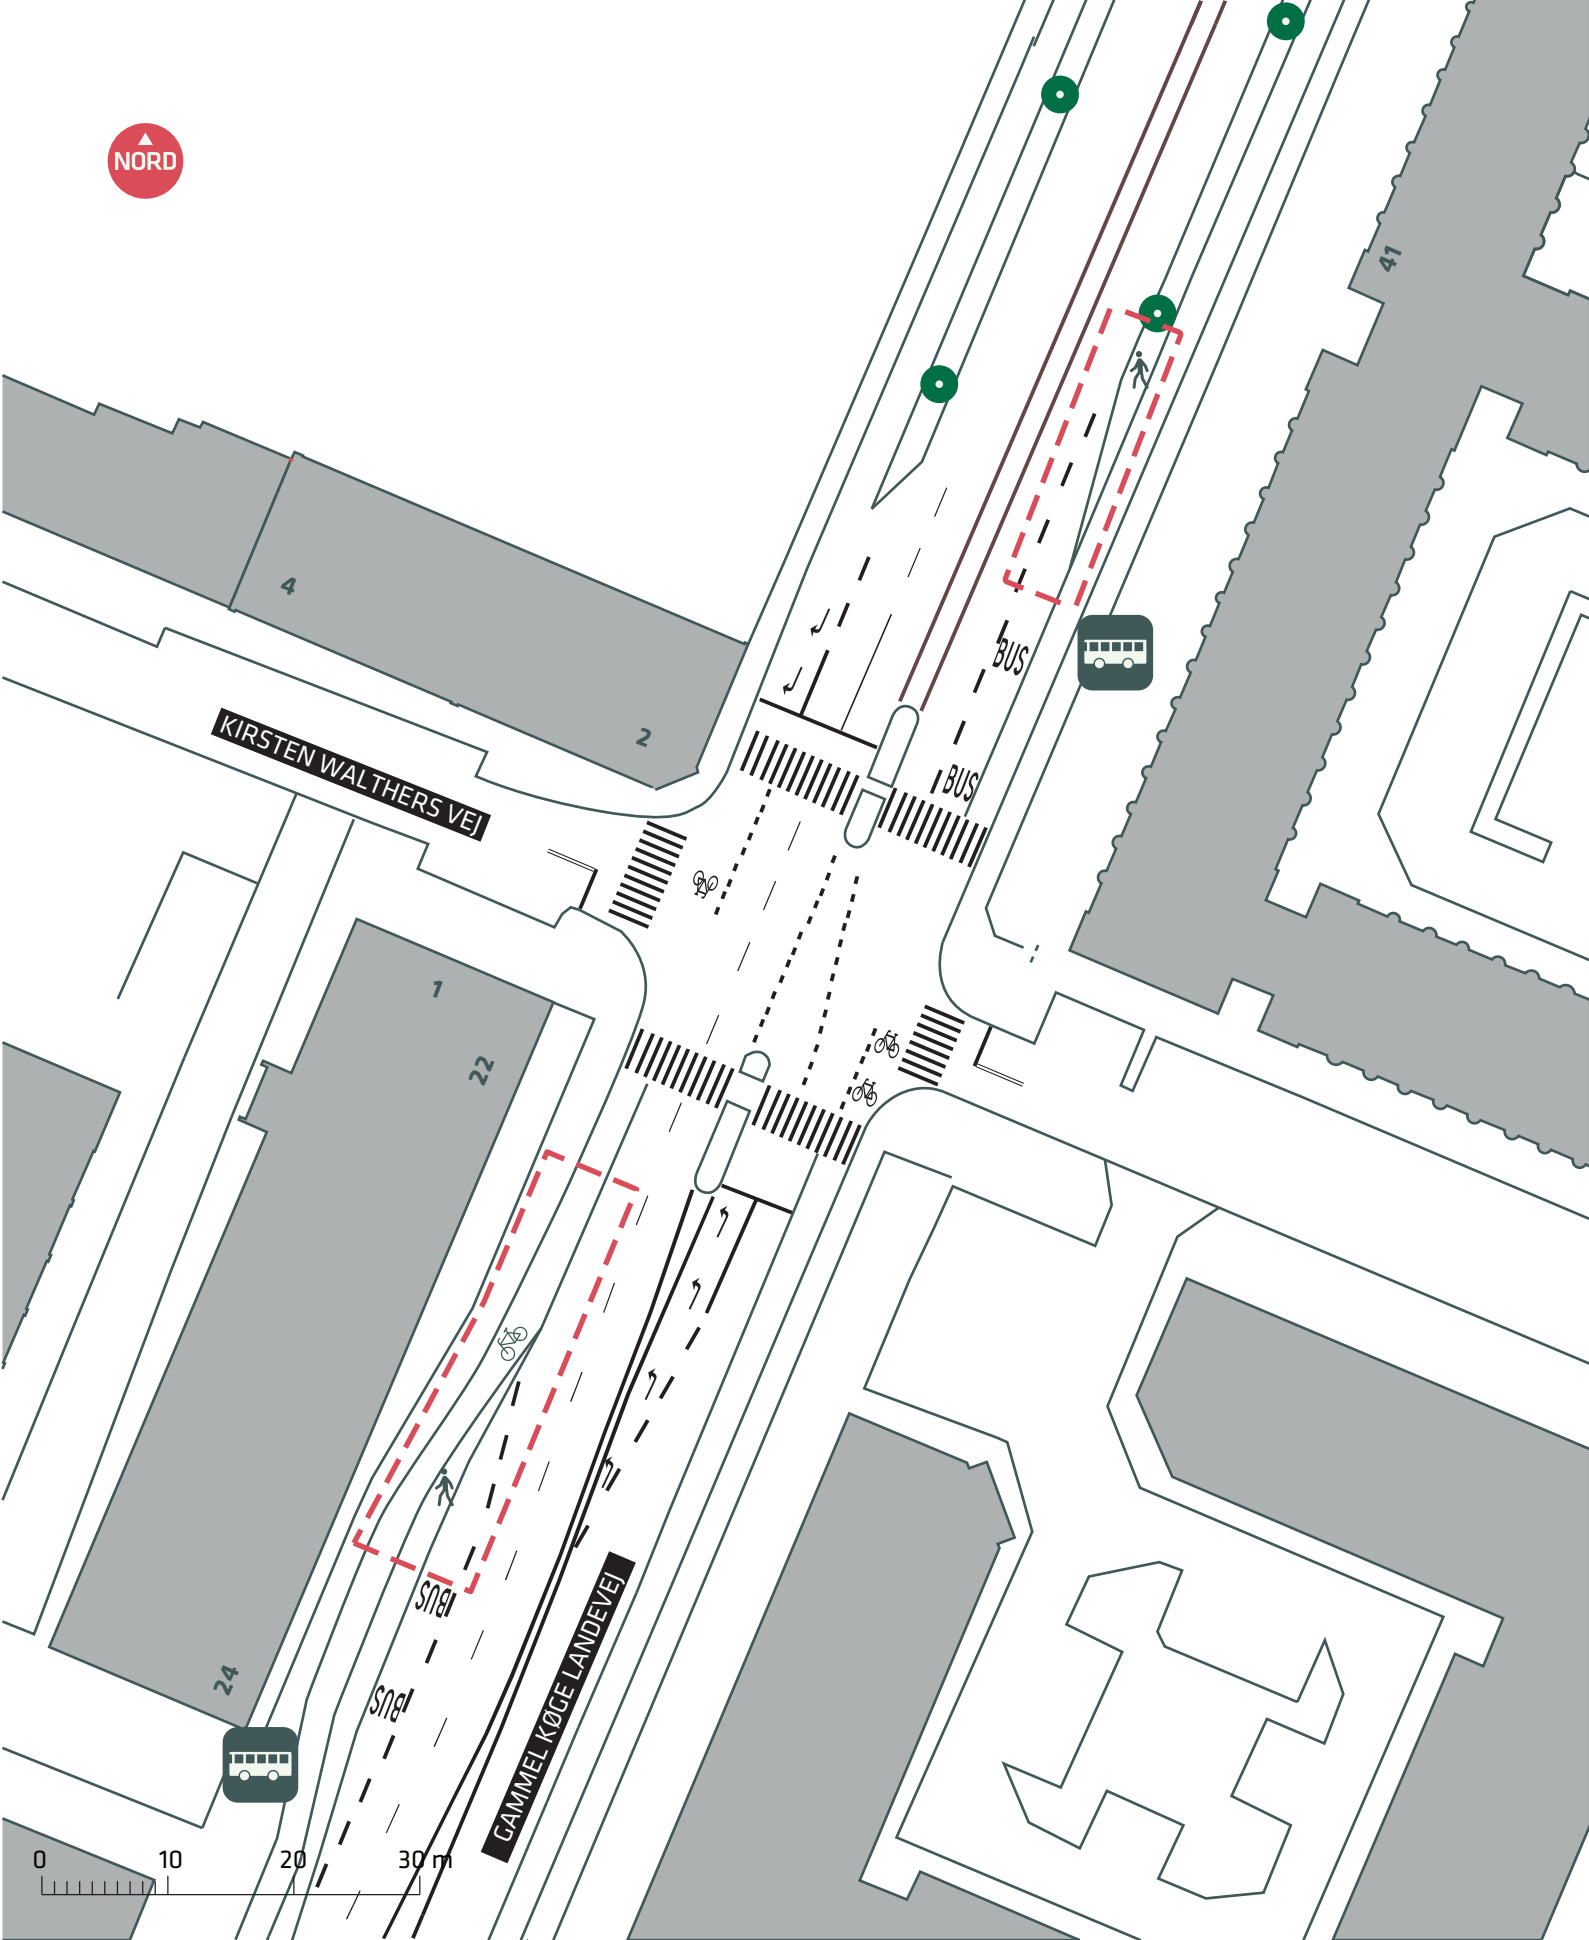 NORD
41
4
2
KIRSTEN WALTHERS VEJ
BUS
BUS
1
22
BUS
BUS
24
GAMMEL KØGE LANDEVEJ
0 10 20 30 m